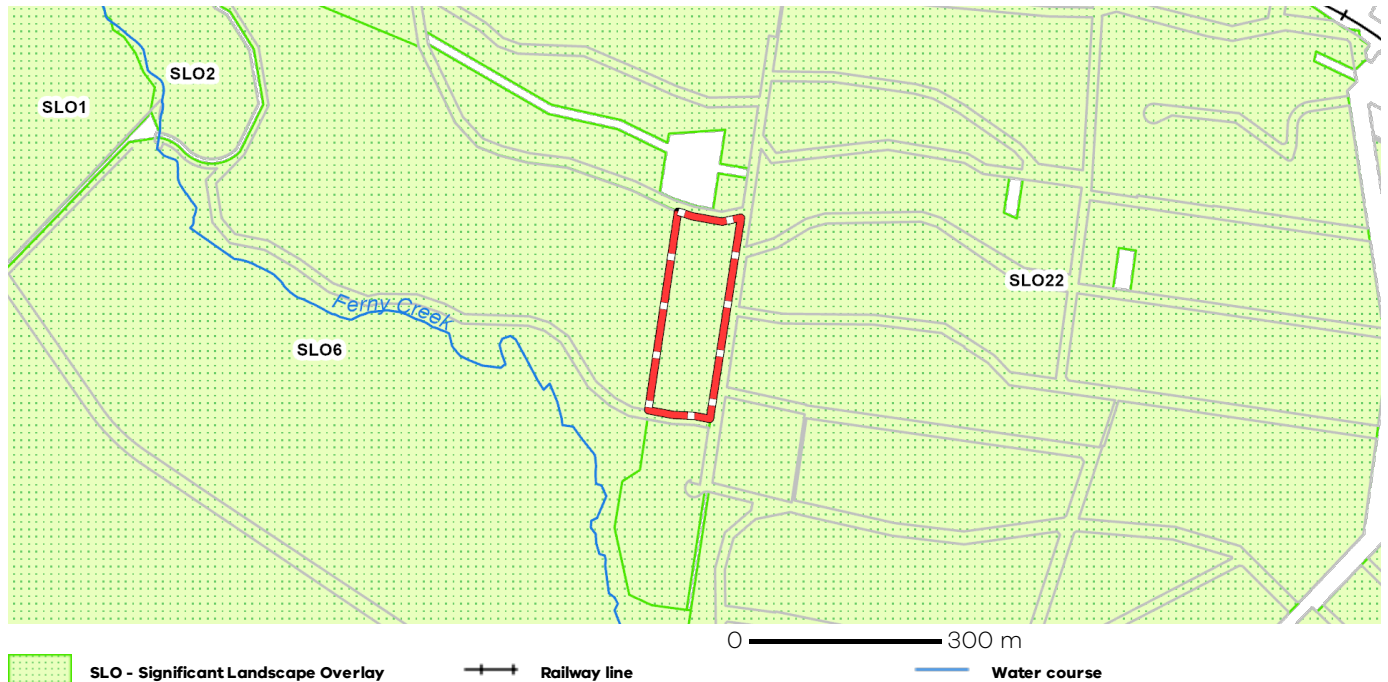 SLO2
SLO1
SLO22
Ferny Creek
SLO6
0 300 m
SLO - Significant Landscape Overlay Railway line Water course